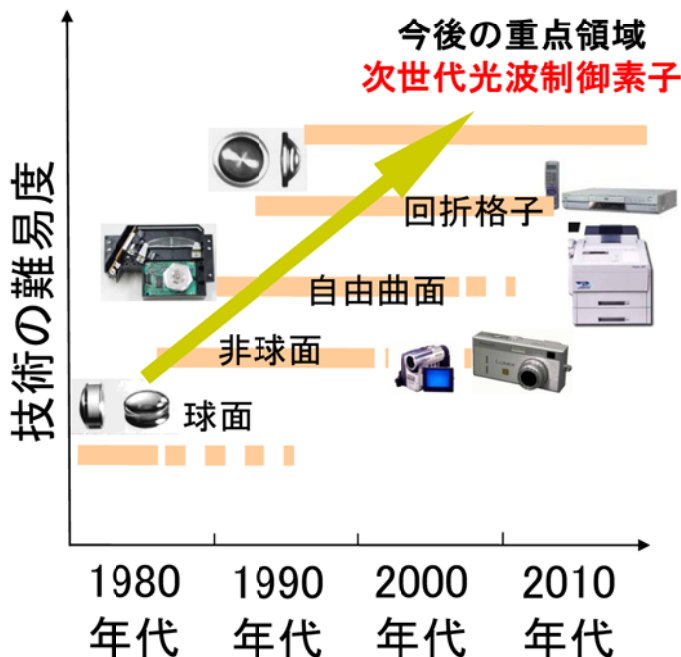 今後の重点領域
次世代光波制御素子
回折格子
自由曲面
非球面
球面
技術の難易度
1980
年代
1990
年代
2000
年代
2010
年代